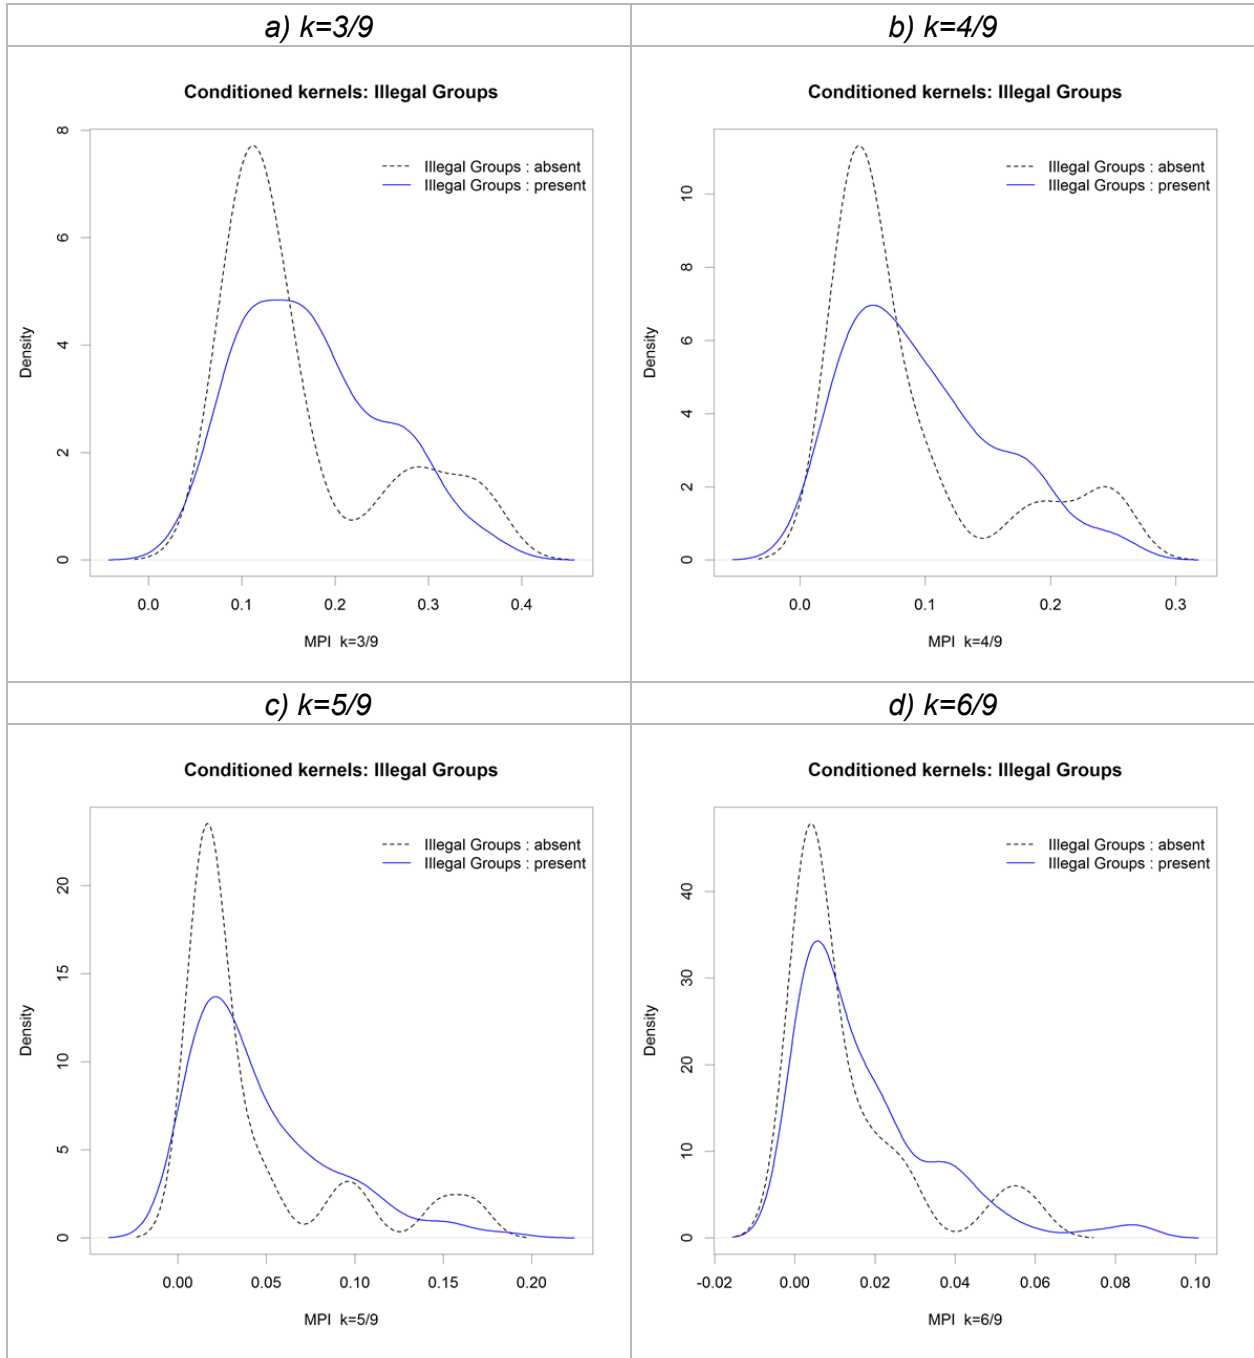 a) k=3/9
b) k=4/9
Conditioned kernels: Illegal Groups
Illegal Groups : absent
Illegal Groups : present
Density
0
2
4
6
8
0.0 0.1 0.2 0.3 0.4
MPI k=3/9
Conditioned kernels: Illegal Groups
Illegal Groups : absent
Illegal Groups : present
Density
0
2
4
6
8
10
0.0 0.1 0.2 0.3
MPI k=4/9
c) k=5/9
d) k=6/9
Conditioned kernels: Illegal Groups
Illegal Groups : absent
Illegal Groups : present
Density
0
5
10
15
20
0.00 0.05 0.10 0.15 0.20
MPI k=5/9
Conditioned kernels: Illegal Groups
Illegal Groups : absent
Illegal Groups : present
Density
0
10
20
30
40
-0.02 0.00 0.02 0.04 0.06 0.08 0.10
MPI k=6/9